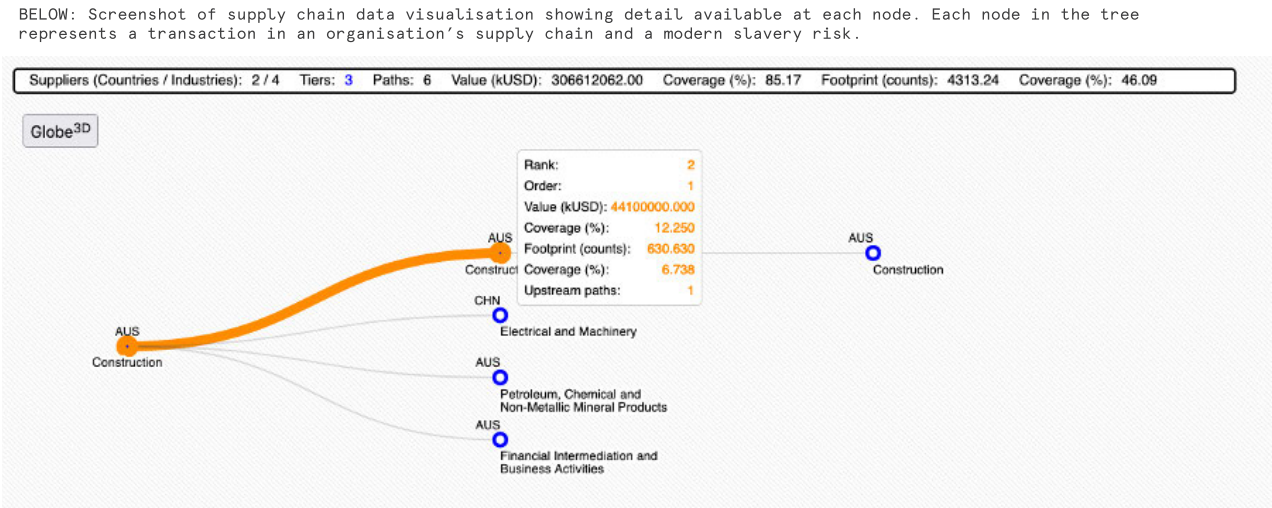 BELOW: Screenshot of supply chain data visualisation showing detail available at each node. Each node in the tree
represents a transaction in an organisation's supply chain and a modern slavery risk.
Suppliers (Countries / Industries): 2 / 4 Tiers: 3 Paths: 6 Value (kUSD): 306612062.00 Coverage (%): 85.17 Footprint (counts): 4313.24 Coverage (%): 46.09
Globe3D
Rank: 2
Order: 1
Value (kUSD): 44100000.000
Coverage (%): 12.250
Footprint (counts): 630.630
Coverage (%): 6.738
Upstream paths: 1
AUS
Construct
AUS
Construction
CHN
Electrical and Machinery
AUS
Construction
AUS
Petroleum, Chemical and
Non-Metallic Mineral Products
AUS
Financial Intermediation and
Business Activities